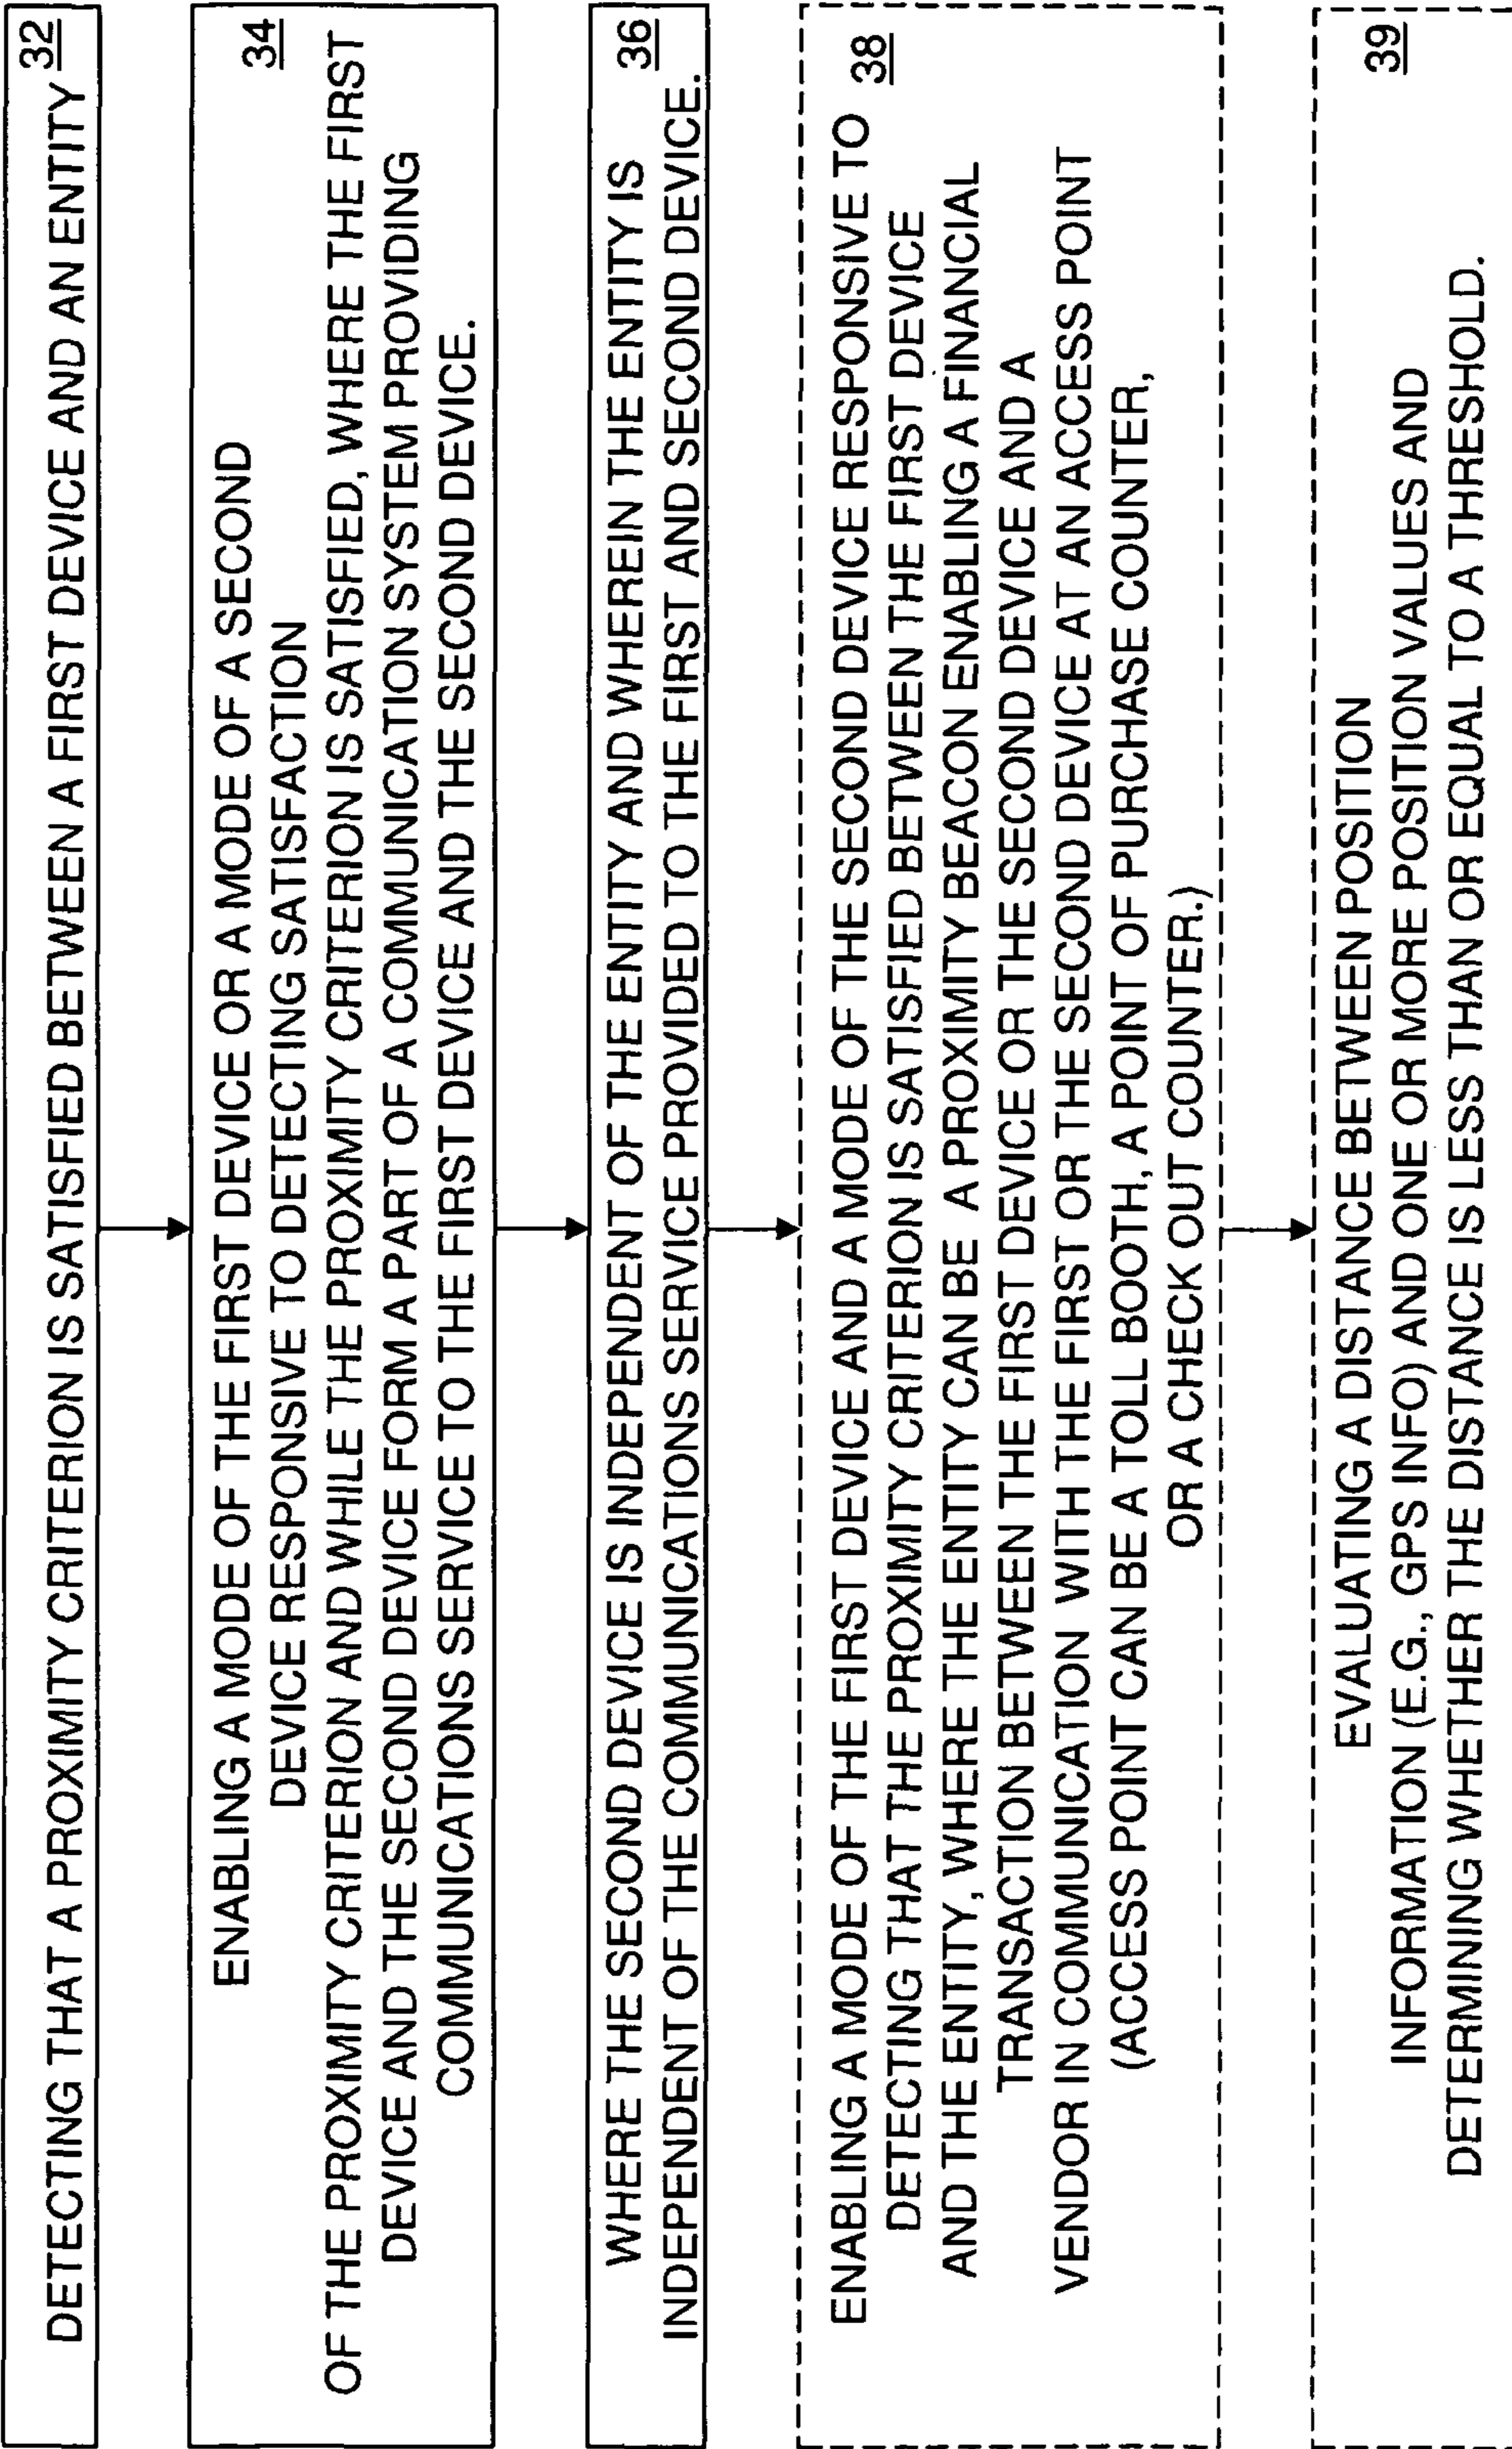 DETECTING THAT A PROXIMITY CRITERION IS SATISFIED BETWEEN A FIRST DEVICE AND AN ENTITY
32
ENABLING A MODE OF THE FIRST DEVICE OR A MODE OF A SECOND
34
DEVICE RESPONSIVE TO DETECTING SATISFACTION
OF THE PROXIMITY CRITERION AND WHILE THE PROXIMITY CRITERION IS SATISFIED, WHERE THE FIRST
DEVICE AND THE SECOND DEVICE FORM A PART OF A COMMUNICATION SYSTEM PROVIDING
COMMUNICATIONS SERVICE TO THE FIRST DEVICE AND THE SECOND DEVICE.
WHERE THE SECOND DEVICE IS INDEPENDENT OF THE ENTITY AND WHEREIN THE ENTITY IS
36
INDEPENDENT OF THE COMMUNICATIONS SERVICE PROVIDED TO THE FIRST AND SECOND DEVICE.
ENABLING A MODE OF THE FIRST DEVICE AND A MODE OF THE SECOND DEVICE RESPONSIVE TO
38
DETECTING THAT THE PROXIMITY CRITERION IS SATISFIED BETWEEN THE FIRST DEVICE
AND THE ENTITY, WHERE THE ENTITY CAN BE A PROXIMITY BEACON ENABLING A FINANCIAL
TRANSACTION BETWEEN THE FIRST DEVICE OR THE SECOND DEVICE AND A
VENDOR IN COMMUNICATION WITH THE FIRST OR THE SECOND DEVICE AT AN ACCESS POINT
(ACCESS POINT CAN BE A TOLL BOOTH, A POINT OF PURCHASE COUNTER,
OR A CHECK OUT COUNTER.)
EVALUATING A DISTANCE BETWEEN POSITION
39
INFORMATION (E.G., GPS INFO) AND ONE OR MORE POSITION VALUES AND
DETERMINING WHETHER THE DISTANCE IS LESS THAN OR EQUAL TO A THRESHOLD.